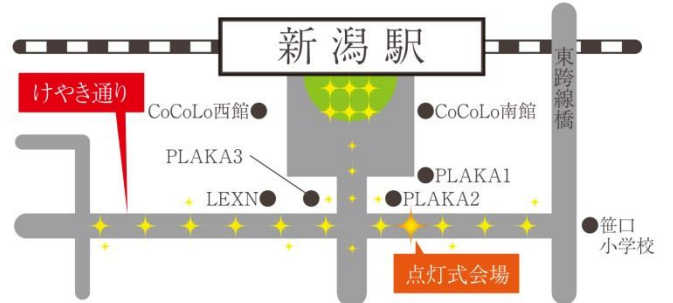 新潟駅
東跨線橋
けやき通り
CoCoLo西館
CoCoLo南館
PLAKA3
PLAKA1
LEXN
PLAKA2
笹口
小学校
点灯式会場